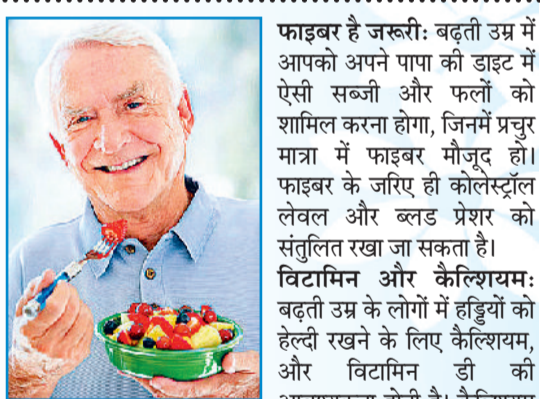 फाइबर है जरूरी: बढ़ती उम्र में
आपको अपने पापा की डाइट में
ऐसी सब्जी और फलों को
शामिल करना होगा, जिनमें प्रचुर
मात्रा में फाइबर मौजूद हो।
फाइबर के जरिए ही कोलेस्ट्रॉल
लेवल और ब्लड प्रेशर को
संतुलित रखा जा सकता है।
विटामिन और कैल्शियम:
बढ़ती उम्र के लोगों में हड्डियों को
हेल्दी रखने के लिए कैल्शियम,
और विटामिन डी की